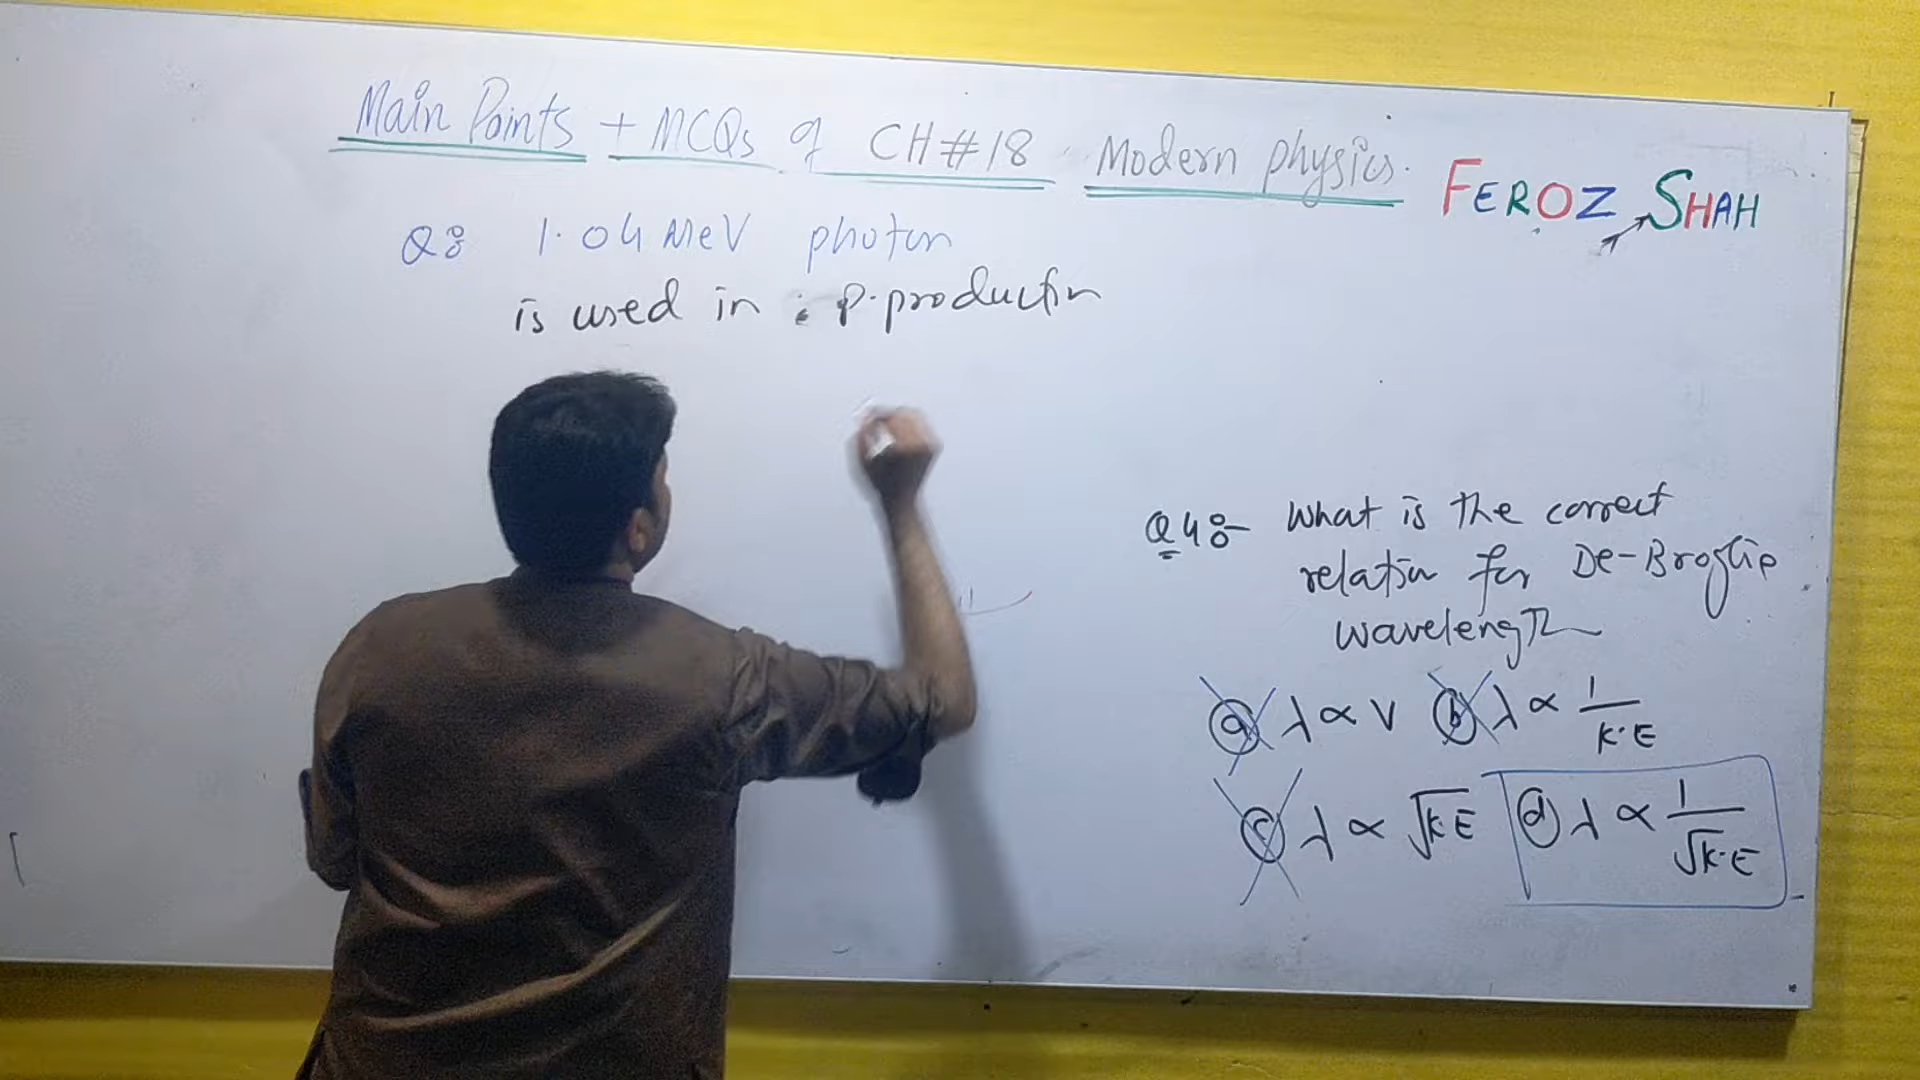 Main Points + MCQs of CH#18 Modern physics.
FEROZ SHAH
Q: 1.04 MeV photon
is used in : P.production
Q4:- What is the correct
relation for De-Broglie
wavelength
(a) λ ∝ V (b) λ ∝ 1/K.E
(c) λ ∝ √K.E (d) λ ∝ 1/√K.E